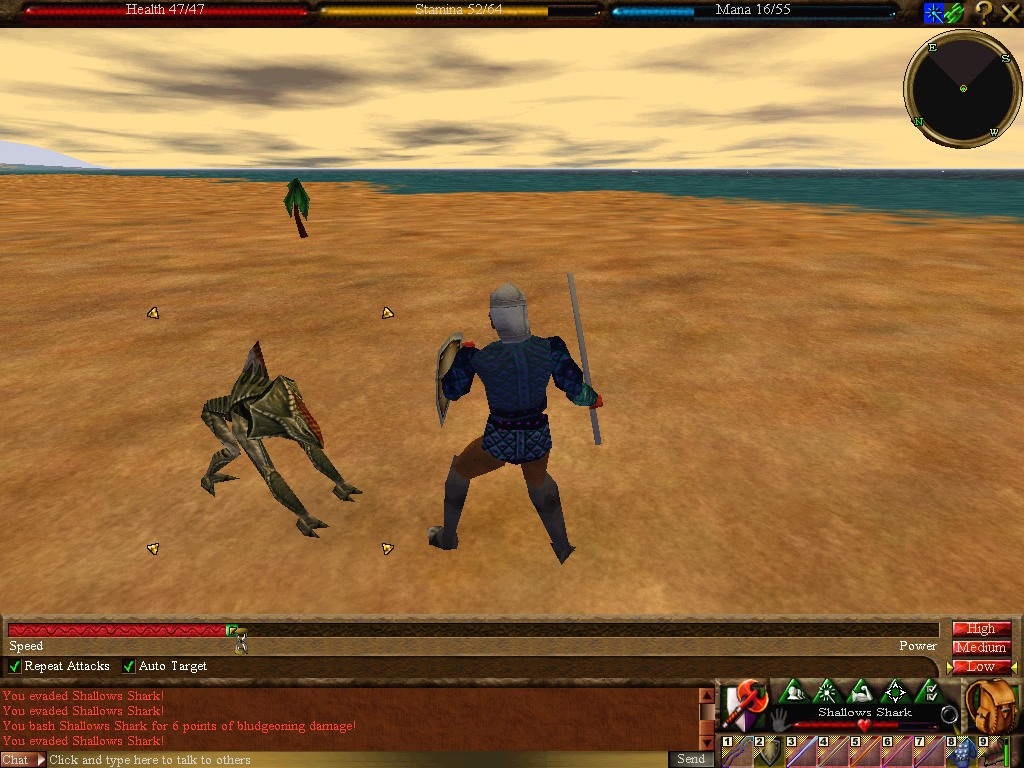 Health 47/47
Stamina 52/64
Mana 16/55
E
S
N
W
Speed
Power
High
Medium
Low
Repeat Attacks
Auto Target
You evaded Shallows Shark!
You evaded Shallows Shark!
You bash Shallows Shark for 6 points of bludgeoning damage!
You evaded Shallows Shark!
Shallows Shark
1 2 3 4 5 6 7 8 9
Chat
Click and type here to talk to others
Send